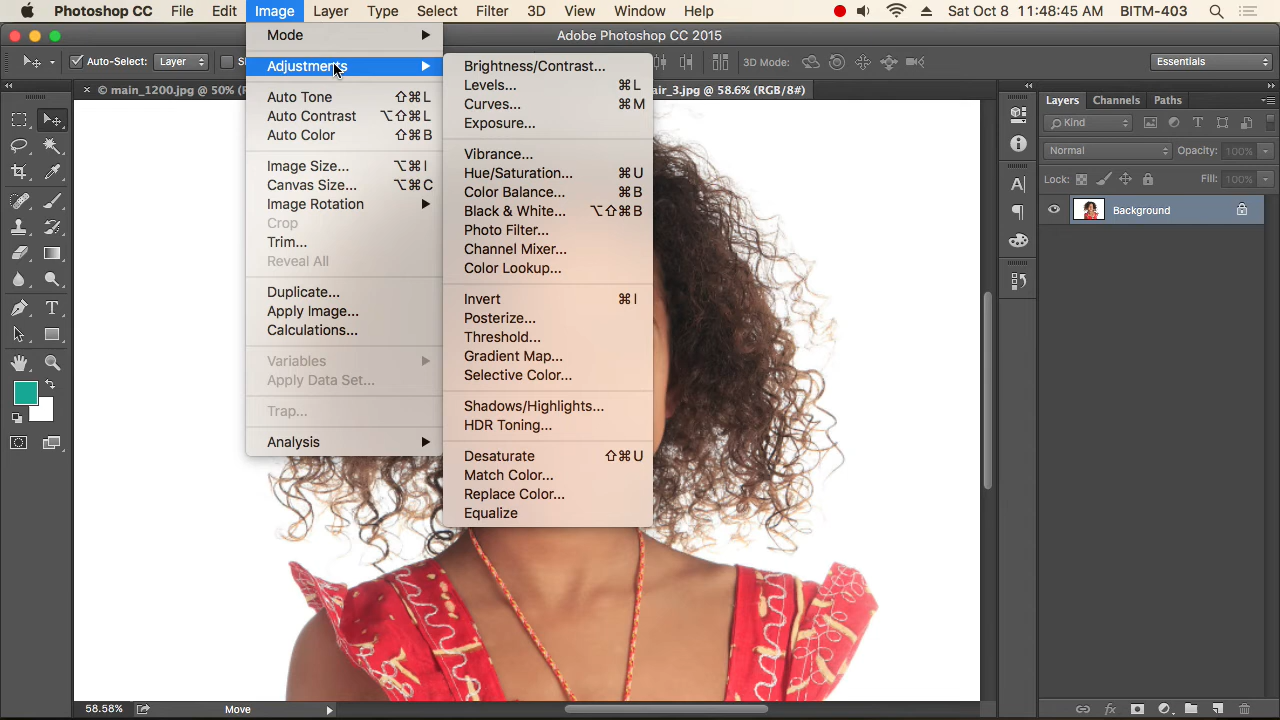 Photoshop CC File Edit Image Layer Type Select Filter 3D View Window Help Sat Oct 8 11:48:45 AM BITM-403
Adobe Photoshop CC 2015
Auto-Select: Layer 3D Mode: Essentials
× © main_1200.jpg @ 50% ( air_3.jpg @ 58.6% (RGB/8#)
Mode
Adjustments
Auto Tone ⇧⌘L
Auto Contrast ⌥⇧⌘L
Auto Color ⇧⌘B
Image Size... ⌥⌘I
Canvas Size... ⌥⌘C
Image Rotation
Crop
Trim...
Reveal All
Duplicate...
Apply Image...
Calculations...
Variables
Apply Data Set...
Trap...
Analysis
Brightness/Contrast...
Levels... ⌘L
Curves... ⌘M
Exposure...
Vibrance...
Hue/Saturation... ⌘U
Color Balance... ⌘B
Black & White... ⌥⇧⌘B
Photo Filter...
Channel Mixer...
Color Lookup...
Invert ⌘I
Posterize...
Threshold...
Gradient Map...
Selective Color...
Shadows/Highlights...
HDR Toning...
Desaturate ⇧⌘U
Match Color...
Replace Color...
Equalize
Layers Channels Paths
Kind
Normal Opacity: 100%
Lock: Fill: 100%
Background
58.58% Move